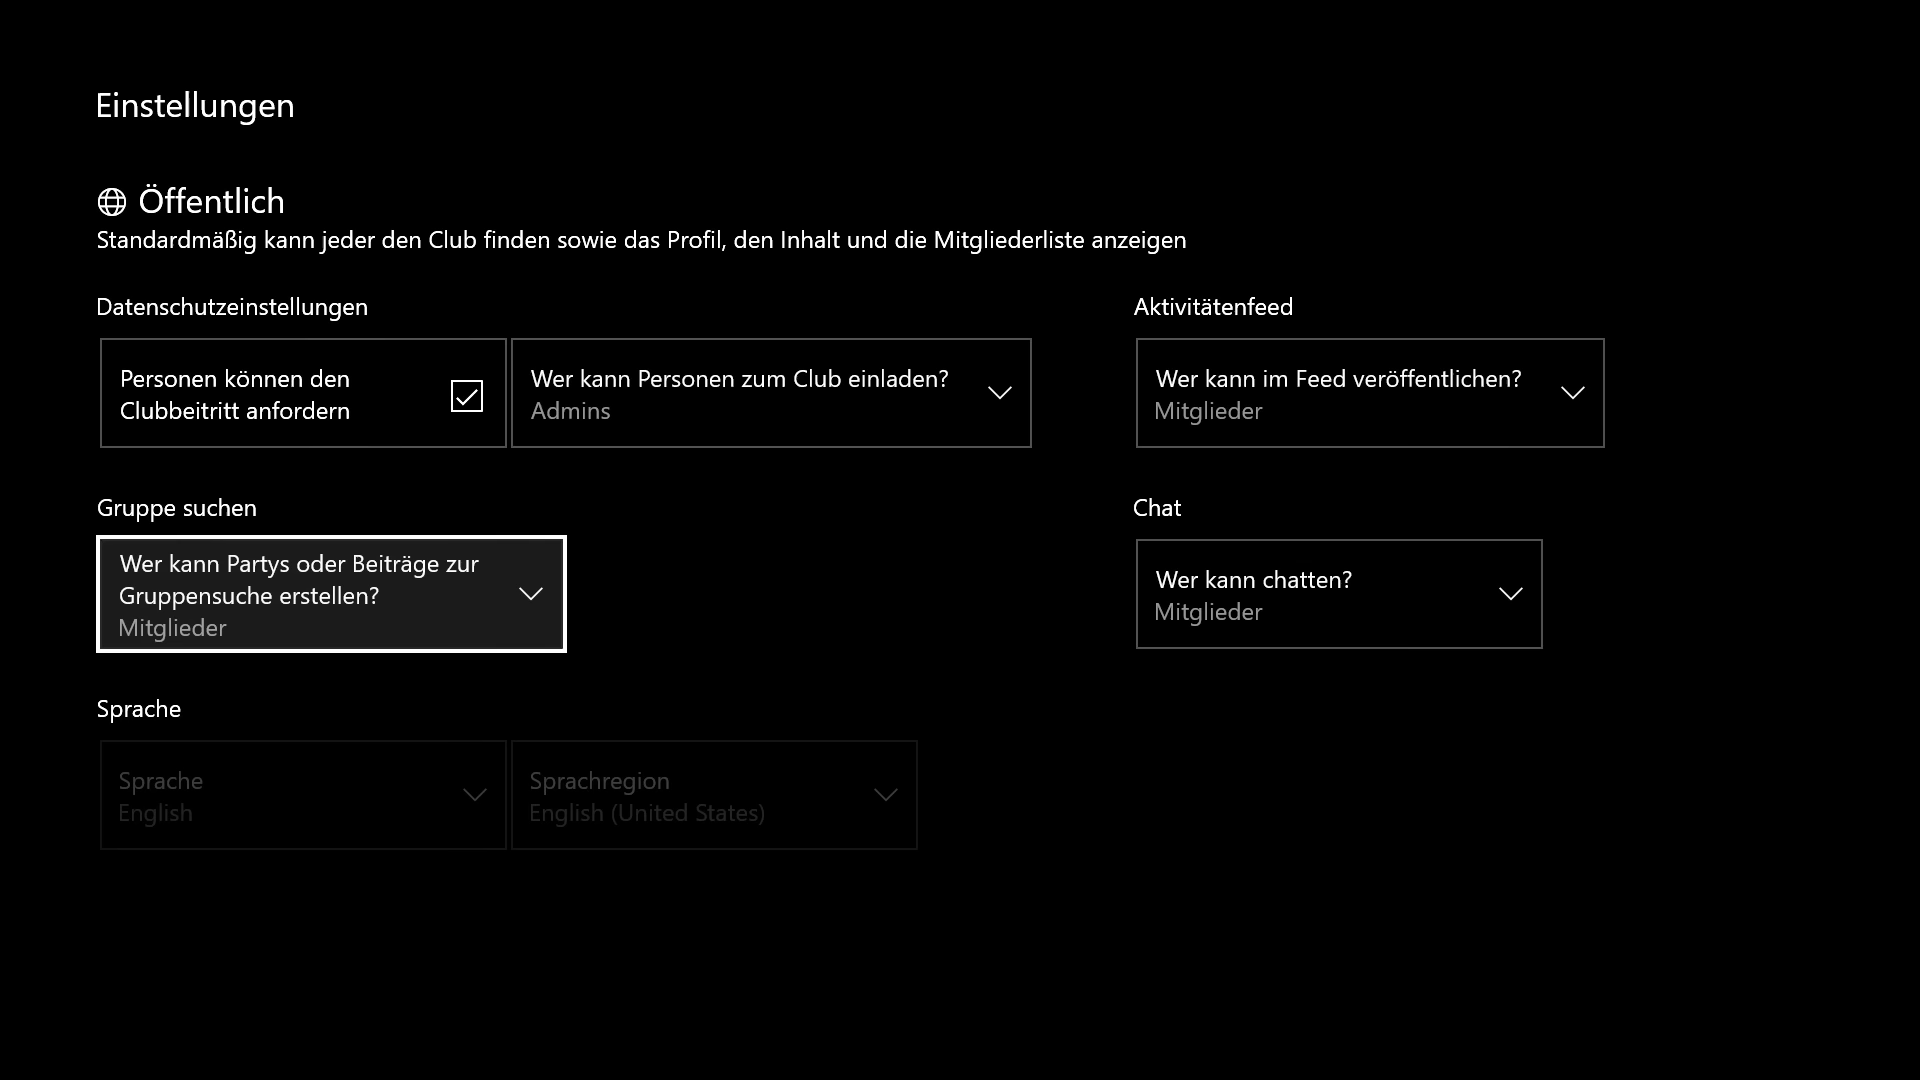 Einstellungen
Öffentlich
Standardmäßig kann jeder den Club finden sowie das Profil, den Inhalt und die Mitgliederliste anzeigen
Datenschutzeinstellungen
Personen können den
Clubbeitritt anfordern
Wer kann Personen zum Club einladen?
Admins
Aktivitätenfeed
Wer kann im Feed veröffentlichen?
Mitglieder
Gruppe suchen
Wer kann Partys oder Beiträge zur
Gruppensuche erstellen?
Mitglieder
Chat
Wer kann chatten?
Mitglieder
Sprache
Sprache
English
Sprachregion
English (United States)